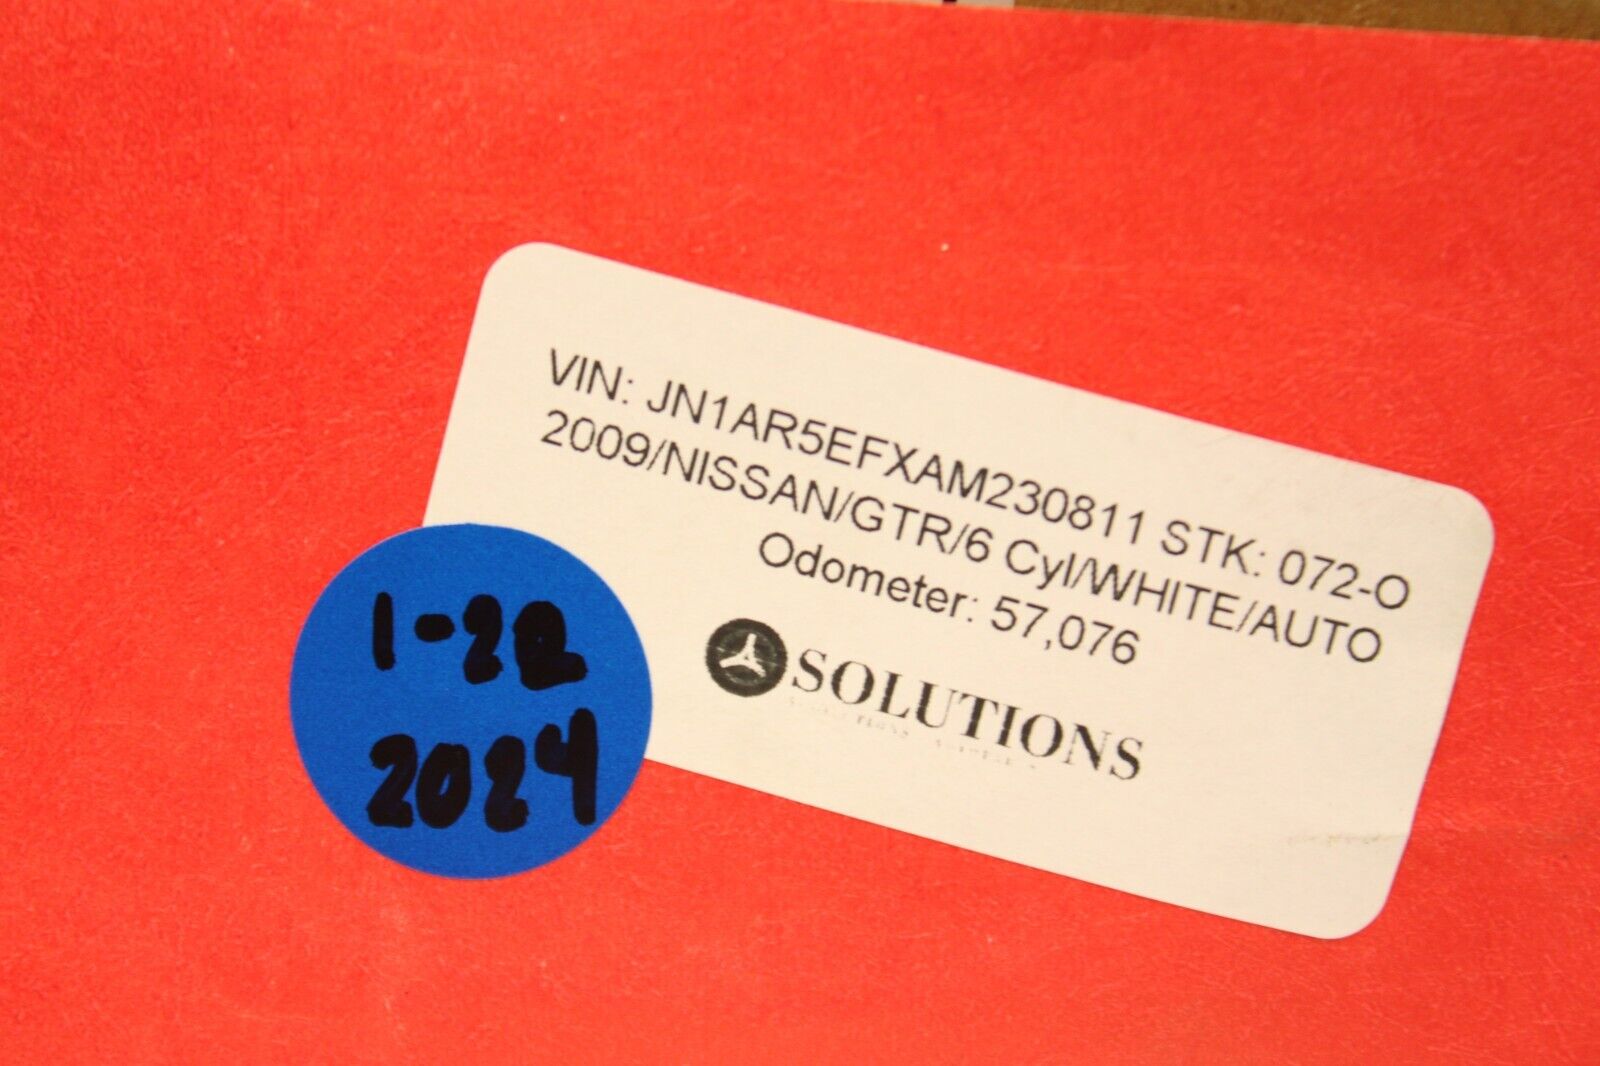 VIN: JN1AR5EFXAM230811 STK: 072-O
2009/NISSAN/GTR/6 Cyl/WHITE/AUTO
Odometer: 57,076
SOLUTIONS
1-22
2024